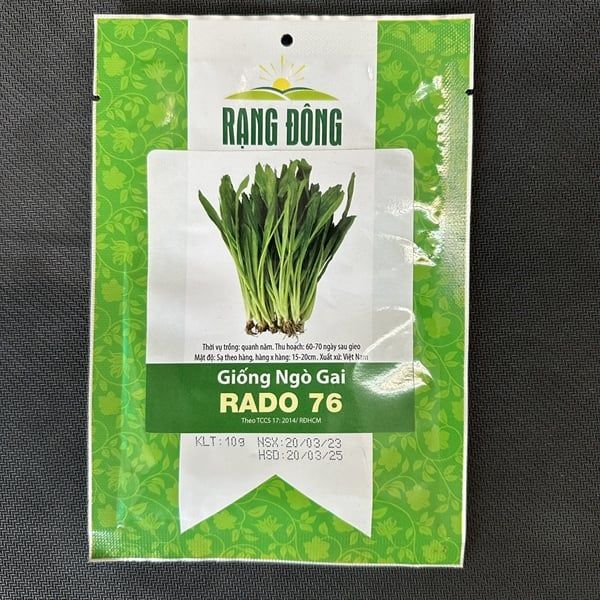 RẠNG ĐÔNG
Thời vụ trồng: quanh năm. Thu hoạch: 60-70 ngày sau gieo
Mật độ: Sạ theo hàng, hàng x hàng: 15-20cm. Xuất xứ: Việt Nam
Giống Ngò Gai
RADO 76
Theo TCCS 17: 2014/ RĐHCM
KLT:10g NSX:20/03/23
HSD:20/03/25